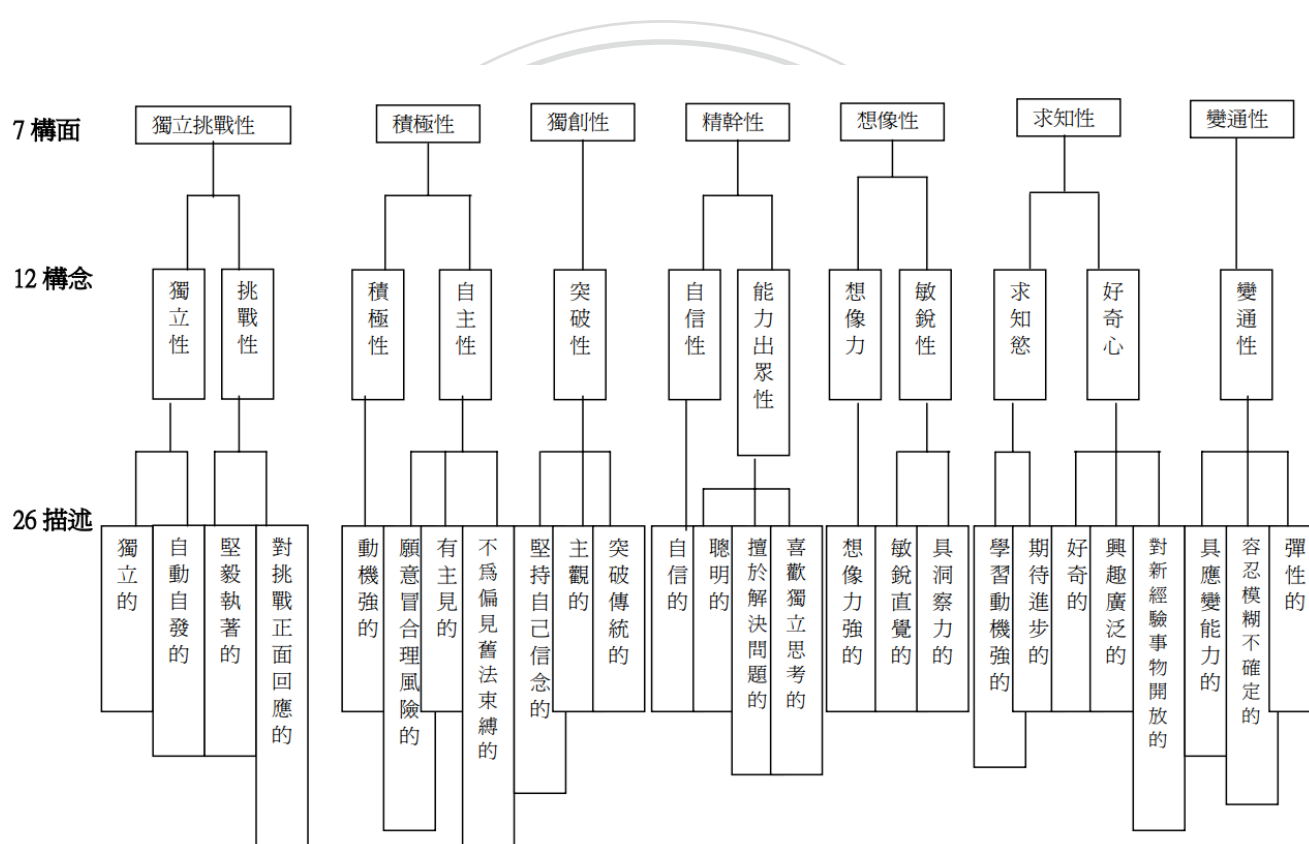 7 構面
獨立挑戰性
積極性
獨創性
精幹性
想像性
求知性
變通性
12 構念
獨立性
挑戰性
積極性
自主性
突破性
自信性
能力出眾性
想像力
敏銳性
求知慾
好奇心
變通性
26 描述
獨立的
自動自發的
堅毅執著的
對挑戰正面回應的
動機強的
願意冒合理風險的
有主見的
不為偏見舊法束縛的
堅持自己信念的
主觀的
突破傳統的
自信的
聰明的
擅於解決問題的
喜歡獨立思考的
想像力強的
敏銳直覺的
具洞察力的
學習動機強的
期待進步的
好奇的
興趣廣泛的
對新經驗事物開放的
具應變能力的
容忍模糊不確定的
彈性的